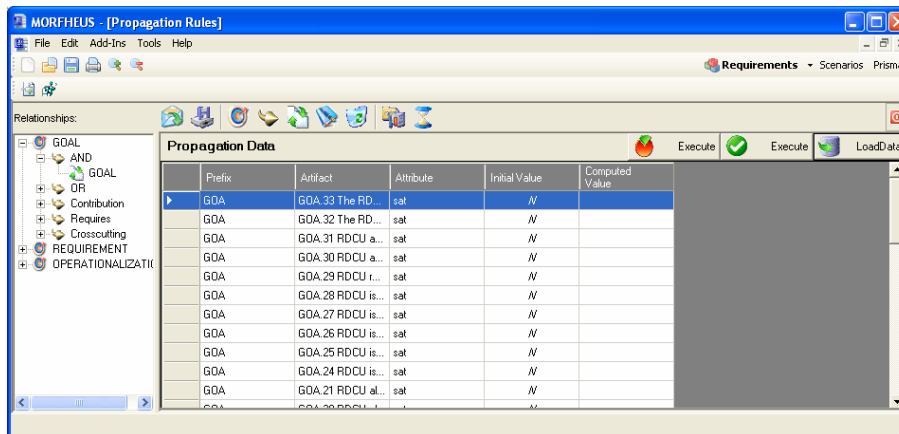 MORFHEUS - [Propagation Rules]
File Edit Add-Ins Tools Help
Requirements Scenarios Prism
Relationships:
GOAL
AND
GOAL
OR
Contribution
Requires
Crosscutting
REQUIREMENT
OPERATIONALIZATI
Propagation Data
Execute Execute LoadData
Prefix Artifact Attribute Initial Value Computed Value
GOA GOA.33 The RD... sat N
GOA GOA.32 The RD... sat N
GOA GOA.31 RDCU a... sat N
GOA GOA.30 RDCU a... sat N
GOA GOA.29 RDCU r... sat N
GOA GOA.28 RDCU is... sat N
GOA GOA.27 RDCU is... sat N
GOA GOA.26 RDCU is... sat N
GOA GOA.25 RDCU is... sat N
GOA GOA.24 RDCU is... sat N
GOA GOA.21 RDCU al... sat N